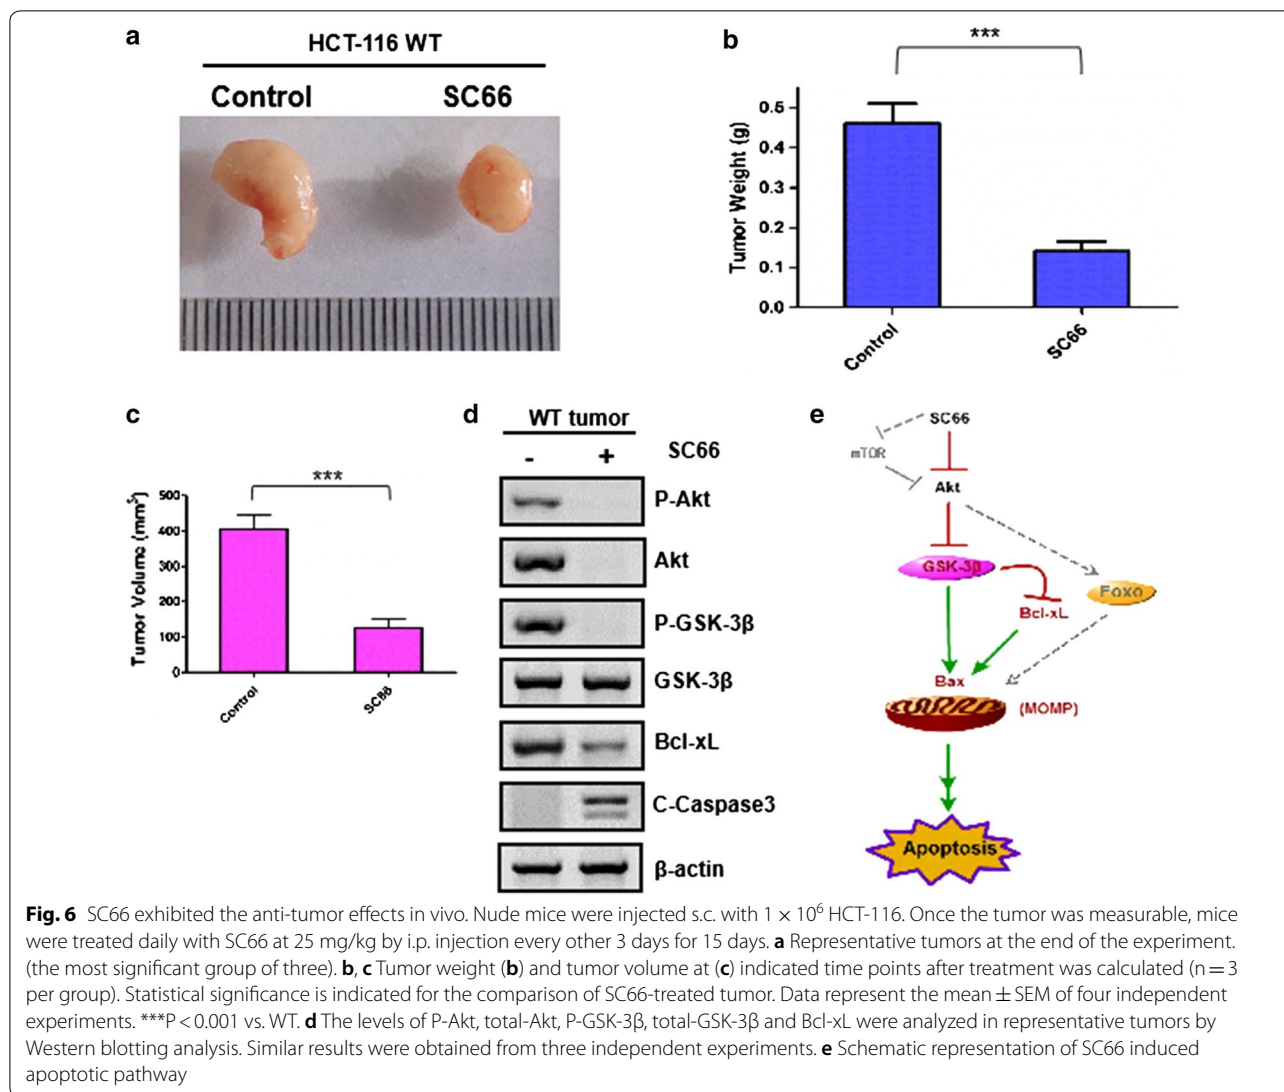 a
HCT-116 WT
Control SC66
b
***
Tumor Weight (g)
0.5
0.4
0.3
0.2
0.1
0.0
Control
SC66
c
***
Tumor Volume (mm³)
500
400
300
200
100
0
Control
SC66
d
WT tumor
- + SC66
P-Akt
Akt
P-GSK-3β
GSK-3β
Bcl-xL
C-Caspase3
β-actin
e
SC66
mTOR
Akt
GSK-3β
Foxo
Bcl-xL
Bax
(MOMP)
Apoptosis
Fig. 6 SC66 exhibited the anti-tumor effects in vivo. Nude mice were injected s.c. with 1 × 10⁶ HCT-116. Once the tumor was measurable, mice
were treated daily with SC66 at 25 mg/kg by i.p. injection every other 3 days for 15 days. a Representative tumors at the end of the experiment.
(the most significant group of three). b, c Tumor weight (b) and tumor volume at (c) indicated time points after treatment was calculated (n = 3
per group). Statistical significance is indicated for the comparison of SC66-treated tumor. Data represent the mean ± SEM of four independent
experiments. ***P < 0.001 vs. WT. d The levels of P-Akt, total-Akt, P-GSK-3β, total-GSK-3β and Bcl-xL were analyzed in representative tumors by
Western blotting analysis. Similar results were obtained from three independent experiments. e Schematic representation of SC66 induced
apoptotic pathway